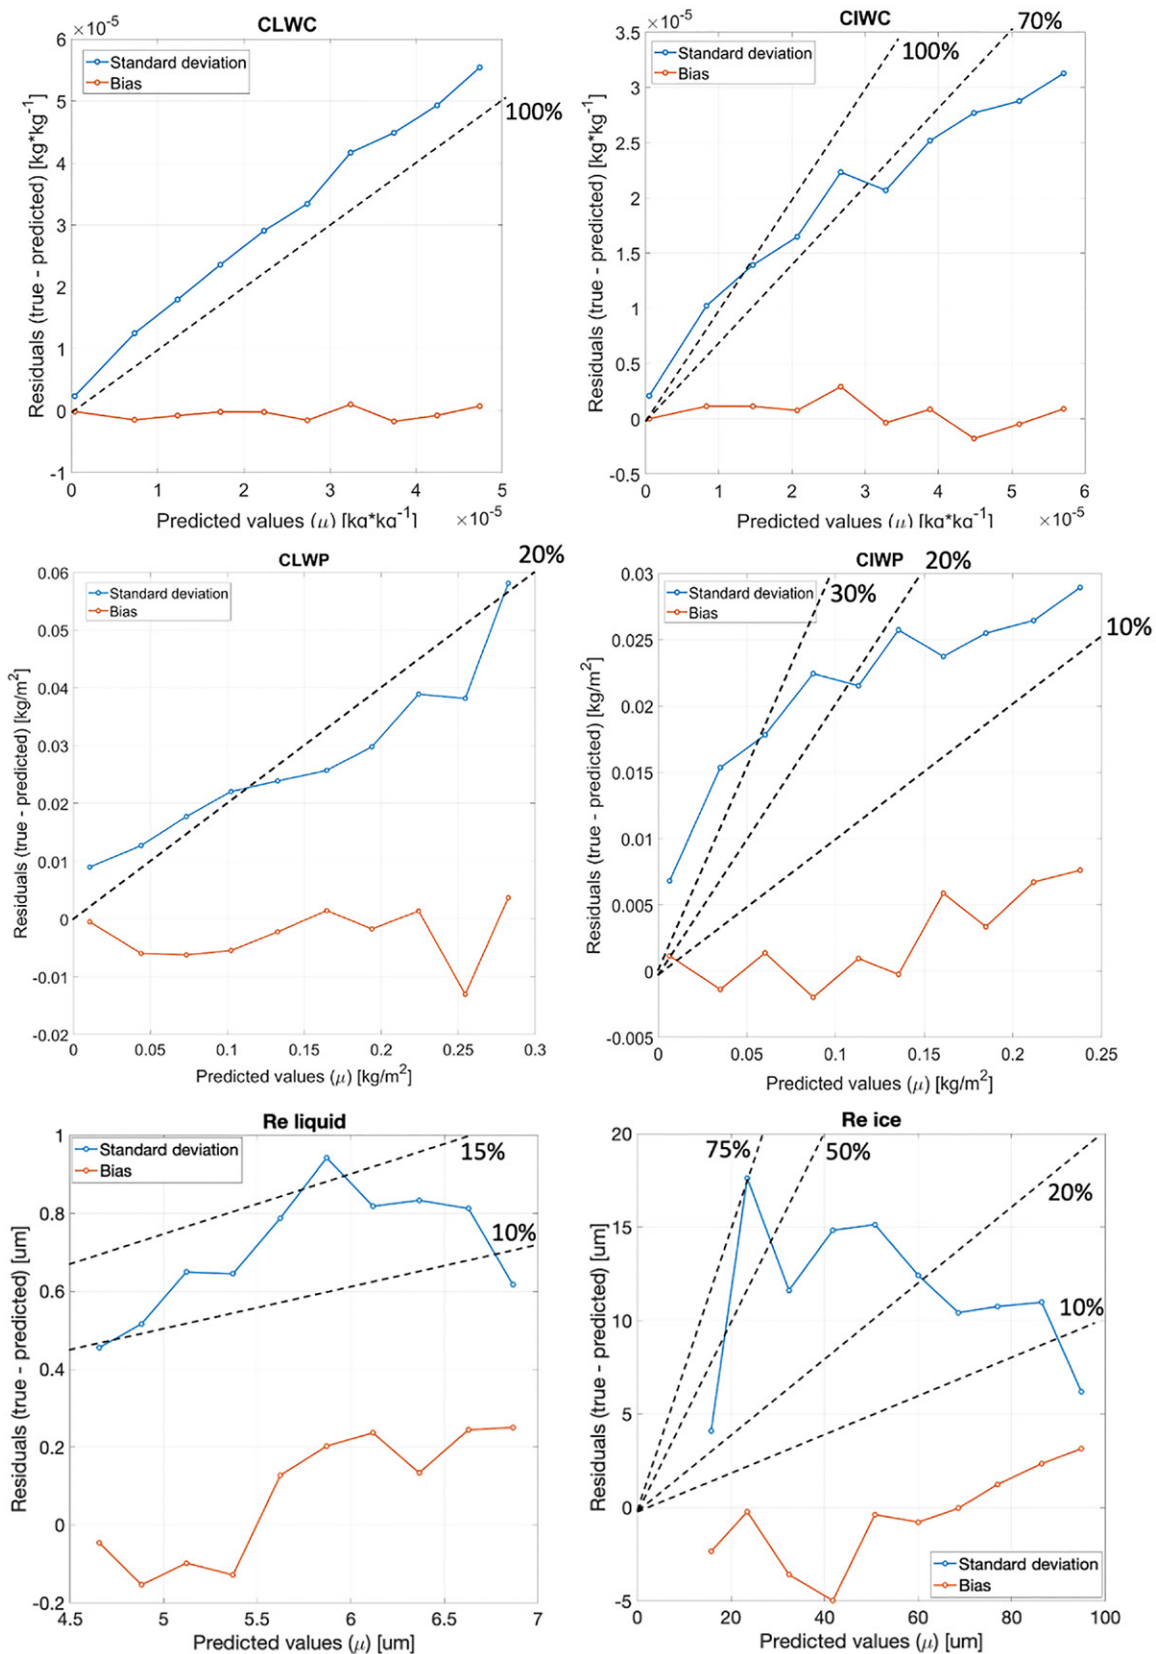 ×10⁻⁵
CLWC
6
5
4
3
2
1
0
-1
Residuals (true - predicted) [kg*kg⁻¹]
Standard deviation
Bias
100%
0 1 2 3 4 5
Predicted values (μ) [kg*kg⁻¹]
×10⁻⁵
×10⁻⁵
CIWC
70%
100%
3.5
3
2.5
2
1.5
1
0.5
0
-0.5
Residuals (true - predicted) [kg*kg⁻¹]
Standard deviation
Bias
0 1 2 3 4 5 6
Predicted values (μ) [kg*kg⁻¹]
×10⁻⁵
CLWP
20%
0.06
0.05
0.04
0.03
0.02
0.01
0
-0.01
-0.02
Residuals (true - predicted) [kg/m²]
Standard deviation
Bias
0 0.05 0.1 0.15 0.2 0.25 0.3
Predicted values (μ) [kg/m²]
CIWP
20%
30%
10%
0.03
0.025
0.02
0.015
0.01
0.005
0
-0.005
Residuals (true - predicted) [kg/m²]
Standard deviation
Bias
0 0.05 0.1 0.15 0.2 0.25
Predicted values (μ) [kg/m²]
Re liquid
15%
10%
1
0.8
0.6
0.4
0.2
0
-0.2
Residuals (true - predicted) [um]
Standard deviation
Bias
4.5 5 5.5 6 6.5 7
Predicted values (μ) [um]
Re ice
75%
50%
20%
10%
20
15
10
5
0
-5
Residuals (true - predicted) [um]
Standard deviation
Bias
0 20 40 60 80 100
Predicted values (μ) [um]